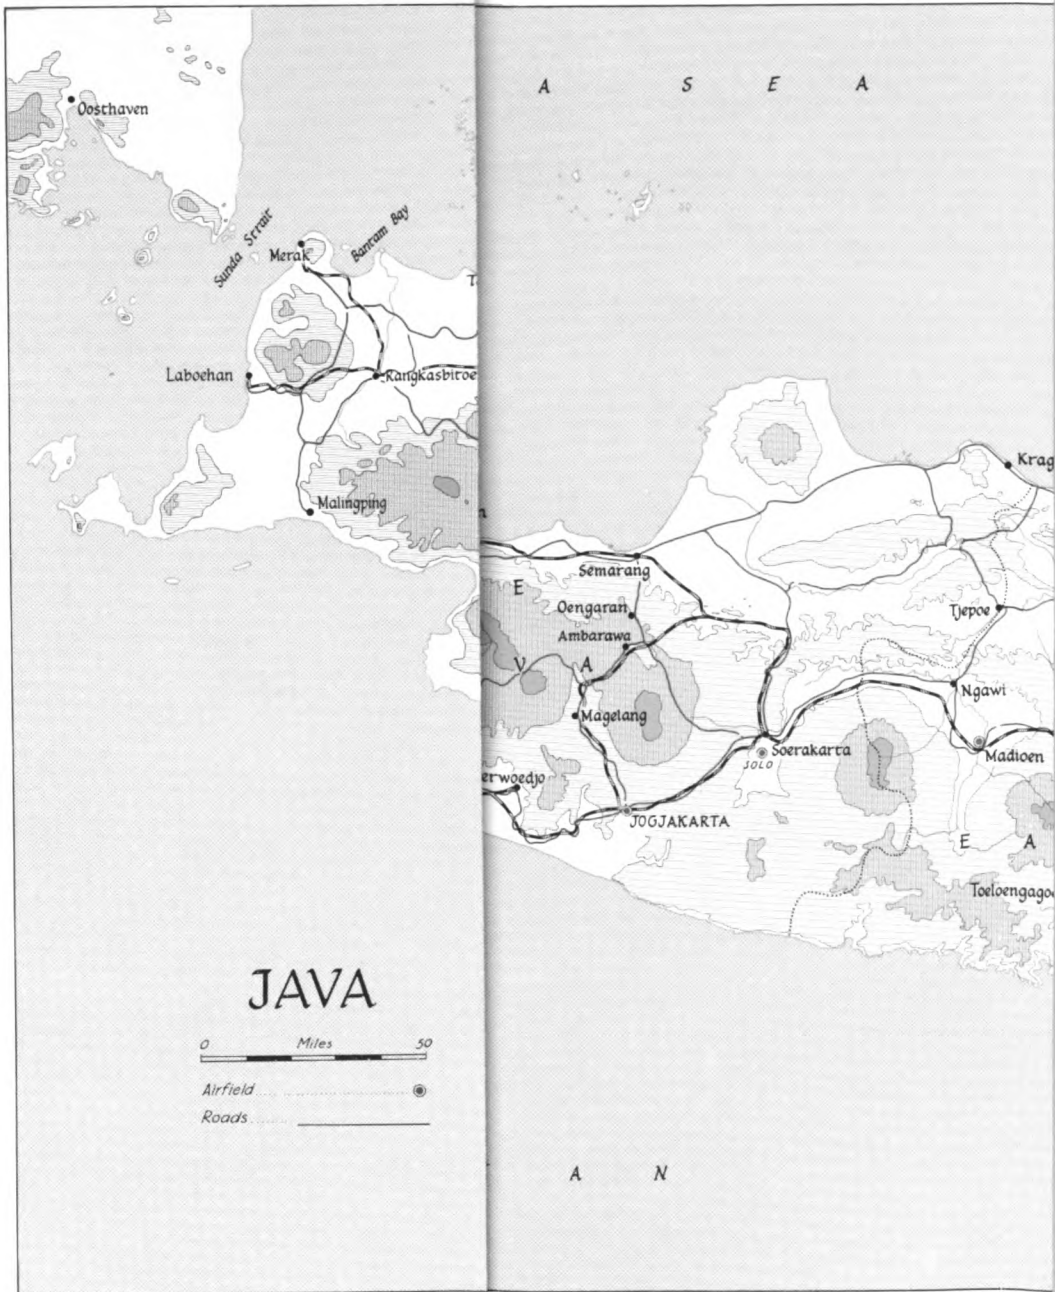 A S E A
Oosthaven
Sunda Strait
Merak
Bantam Bay
Laboehan
Rangkasbitoe
Krag
Malingping
Semarang
E
Oengaran
Tjepoe
Ambarawa
V A
Ngawi
Magelang
Soerakarta
SOLO
Madioen
erwoedjo
JOGJAKARTA
E A
Toeloengagoe
JAVA
0 Miles 50
Airfield
Roads
A N